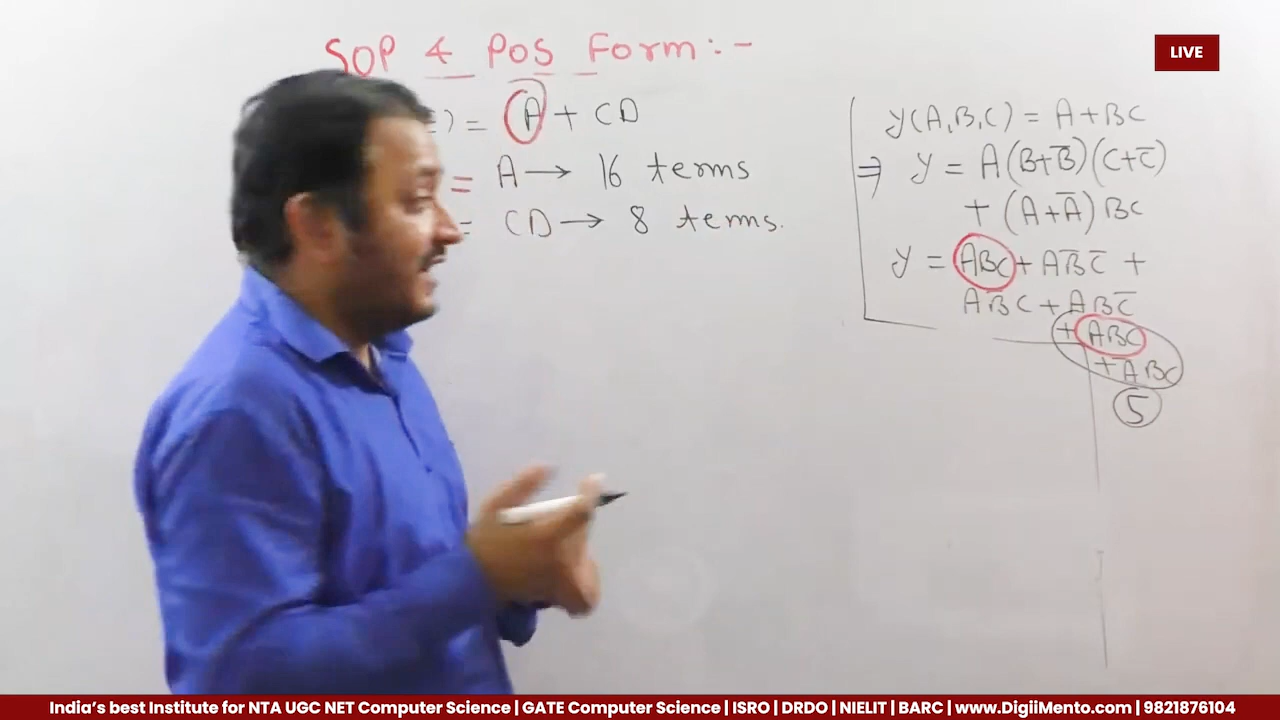 SOP & POS Form:-
LIVE
) = A + CD
= A → 16 terms
= CD → 8 terms.
y(A,B,C) = A+BC
⇒ y = A(B+B̅)(C+C̅)
+ (A+A̅)BC
y = ABC + AB̅C̅ +
AB̅C + ABC̅
+ ABC
+ A̅BC
5
India's best Institute for NTA UGC NET Computer Science | GATE Computer Science | ISRO | DRDO | NIELIT | BARC | www.DigiiMento.com | 9821876104